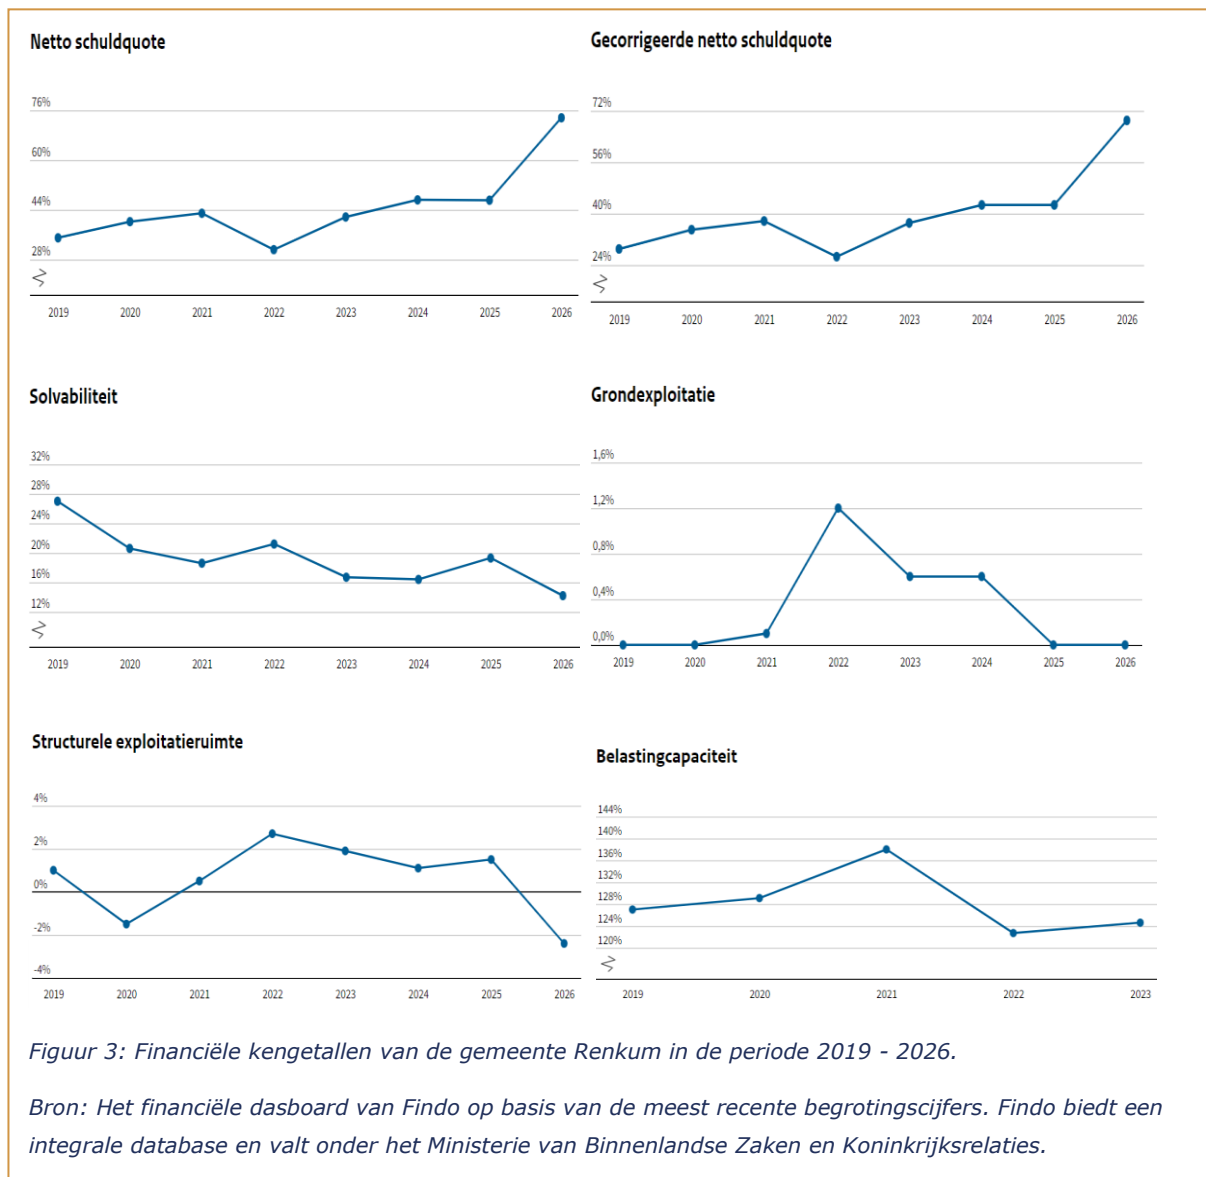 Netto schuldquote
76%
60%
44%
28%
2019 2020 2021 2022 2023 2024 2025 2026
Gecorrigeerde netto schuldquote
72%
56%
40%
24%
2019 2020 2021 2022 2023 2024 2025 2026
Solvabiliteit
32%
28%
24%
20%
16%
12%
2019 2020 2021 2022 2023 2024 2025 2026
Grondexploitatie
1,6%
1,2%
0,8%
0,4%
0,0%
2019 2020 2021 2022 2023 2024 2025 2026
Structurele exploitatieruimte
4%
2%
0%
-2%
-4%
2019 2020 2021 2022 2023 2024 2025 2026
Belastingcapaciteit
144%
140%
136%
132%
128%
124%
120%
2019 2020 2021 2022 2023
Figuur 3: Financiële kengetallen van de gemeente Renkum in de periode 2019 - 2026.
Bron: Het financiële dasboard van Findo op basis van de meest recente begrotingscijfers. Findo biedt een
integrale database en valt onder het Ministerie van Binnenlandse Zaken en Koninkrijksrelaties.